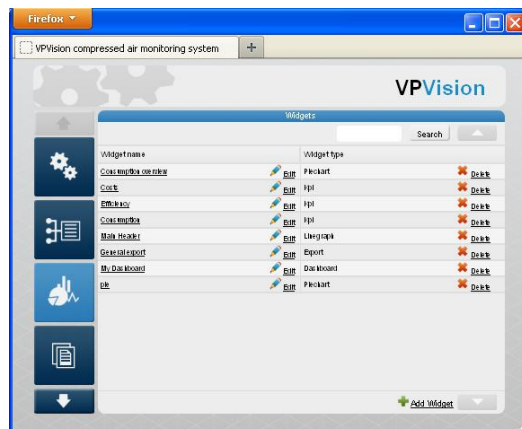 Firefox
VPVision compressed air monitoring system
VPVision
Widgets
Search
Widget name Widget type
Consumption overview Edit Piechart Delete
Costs Edit kpi Delete
Efficiency Edit kpi Delete
Consumption Edit kpi Delete
Main Header Edit Linegraph Delete
General export Edit Export Delete
My Dashboard Edit Dashboard Delete
pie Edit Piechart Delete
Add Widget